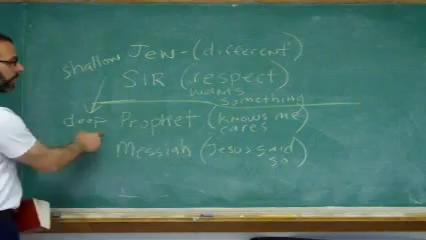 shallow Jew - (different)
SIR (respect)
wants
something
deep Prophet (knows me
cares)
Messiah (Jesus said
so)